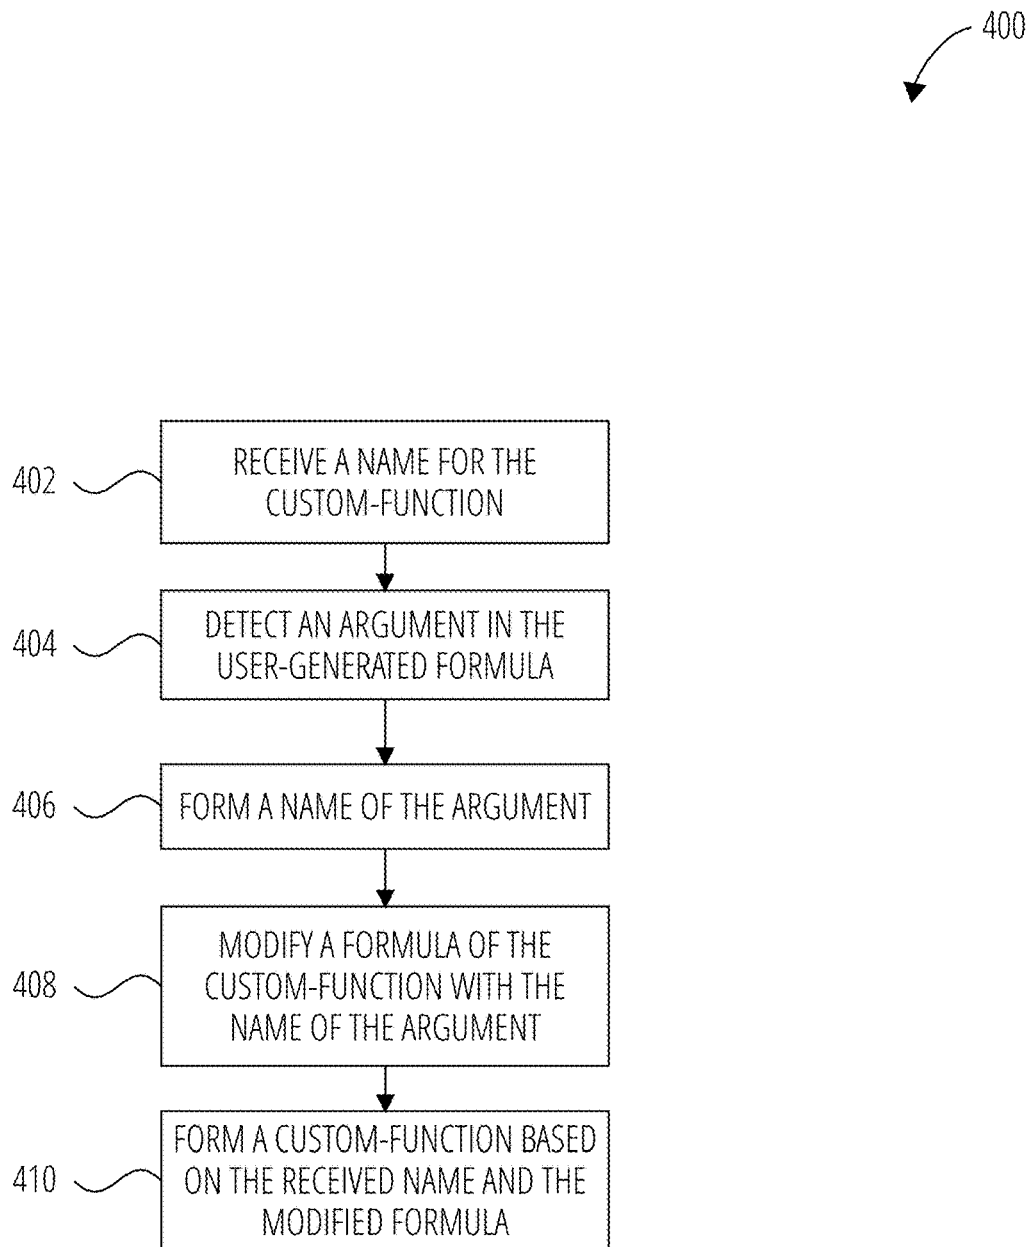 400
402
RECEIVE A NAME FOR THE
CUSTOM-FUNCTION
404
DETECT AN ARGUMENT IN THE
USER-GENERATED FORMULA
406
FORM A NAME OF THE ARGUMENT
408
MODIFY A FORMULA OF THE
CUSTOM-FUNCTION WITH THE
NAME OF THE ARGUMENT
410
FORM A CUSTOM-FUNCTION BASED
ON THE RECEIVED NAME AND THE
MODIFIED FORMULA